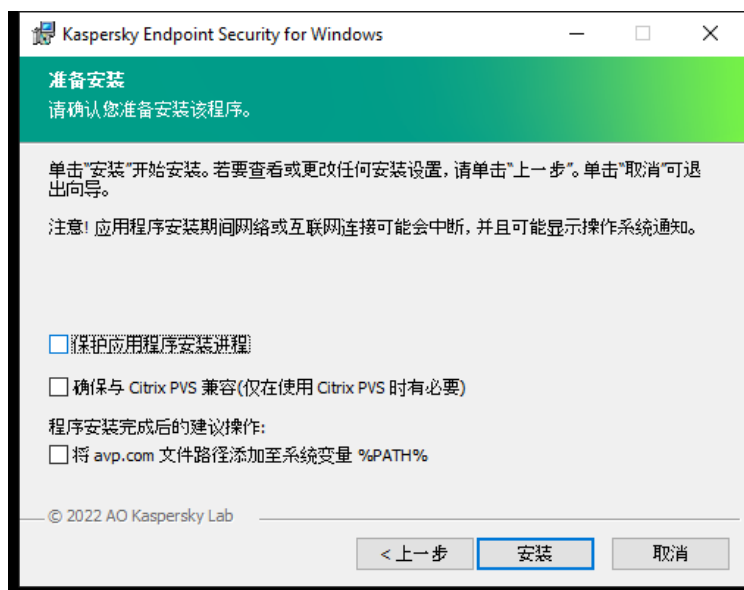 Kaspersky Endpoint Security for Windows
准备安装
请确认您准备安装该程序。
单击"安装"开始安装。若要查看或更改任何安装设置,请单击"上一步"。单击"取消"可退
出向导。
注意! 应用程序安装期间网络或互联网连接可能会中断,并且可能显示操作系统通知。
保护应用程序安装进程
确保与 Citrix PVS 兼容(仅在使用 Citrix PVS 时有必要)
程序安装完成后的建议操作:
将 avp.com 文件路径添加至系统变量 %PATH%
© 2022 AO Kaspersky Lab
< 上一步 安装 取消